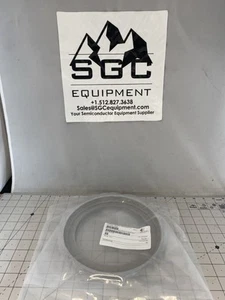 SGC
EQUIPMENT
+1.512.827.3638
Sales@SGCequipment.com
Your Semiconductor Equipment Supplier